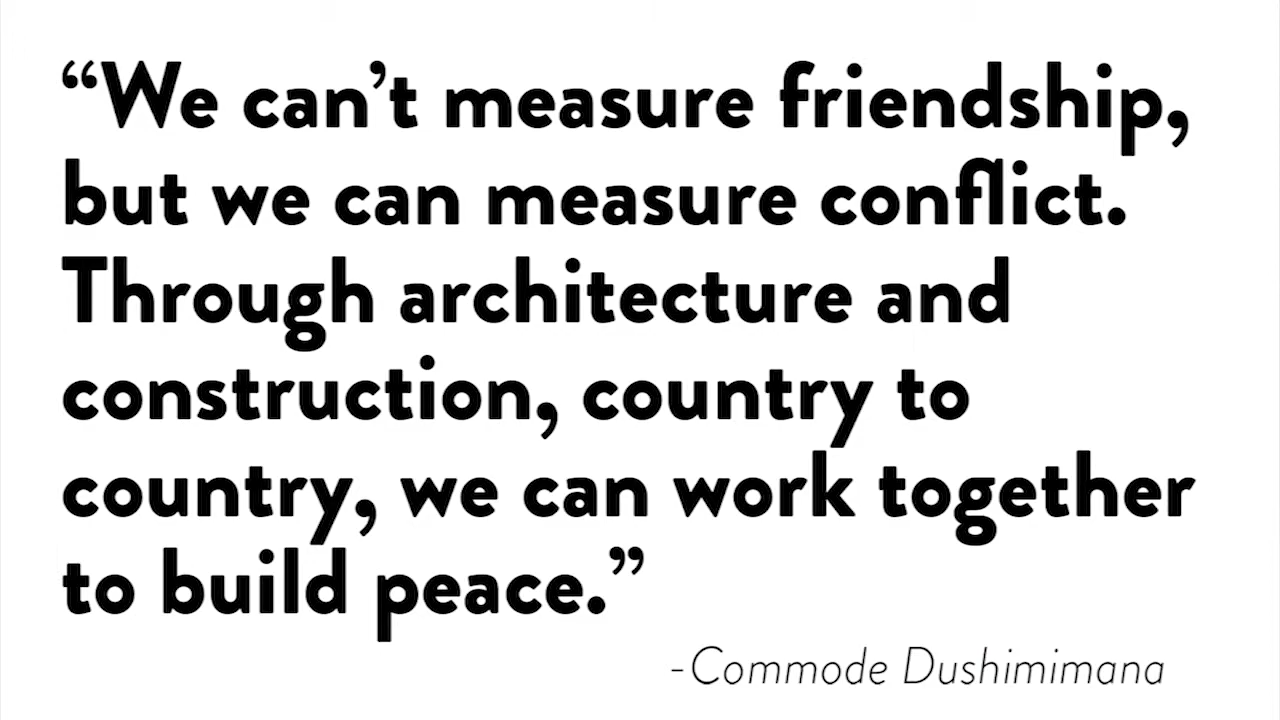 “We can’t measure friendship,
but we can measure conflict.
Through architecture and
construction, country to
country, we can work together
to build peace.”
-Commode Dushimimana